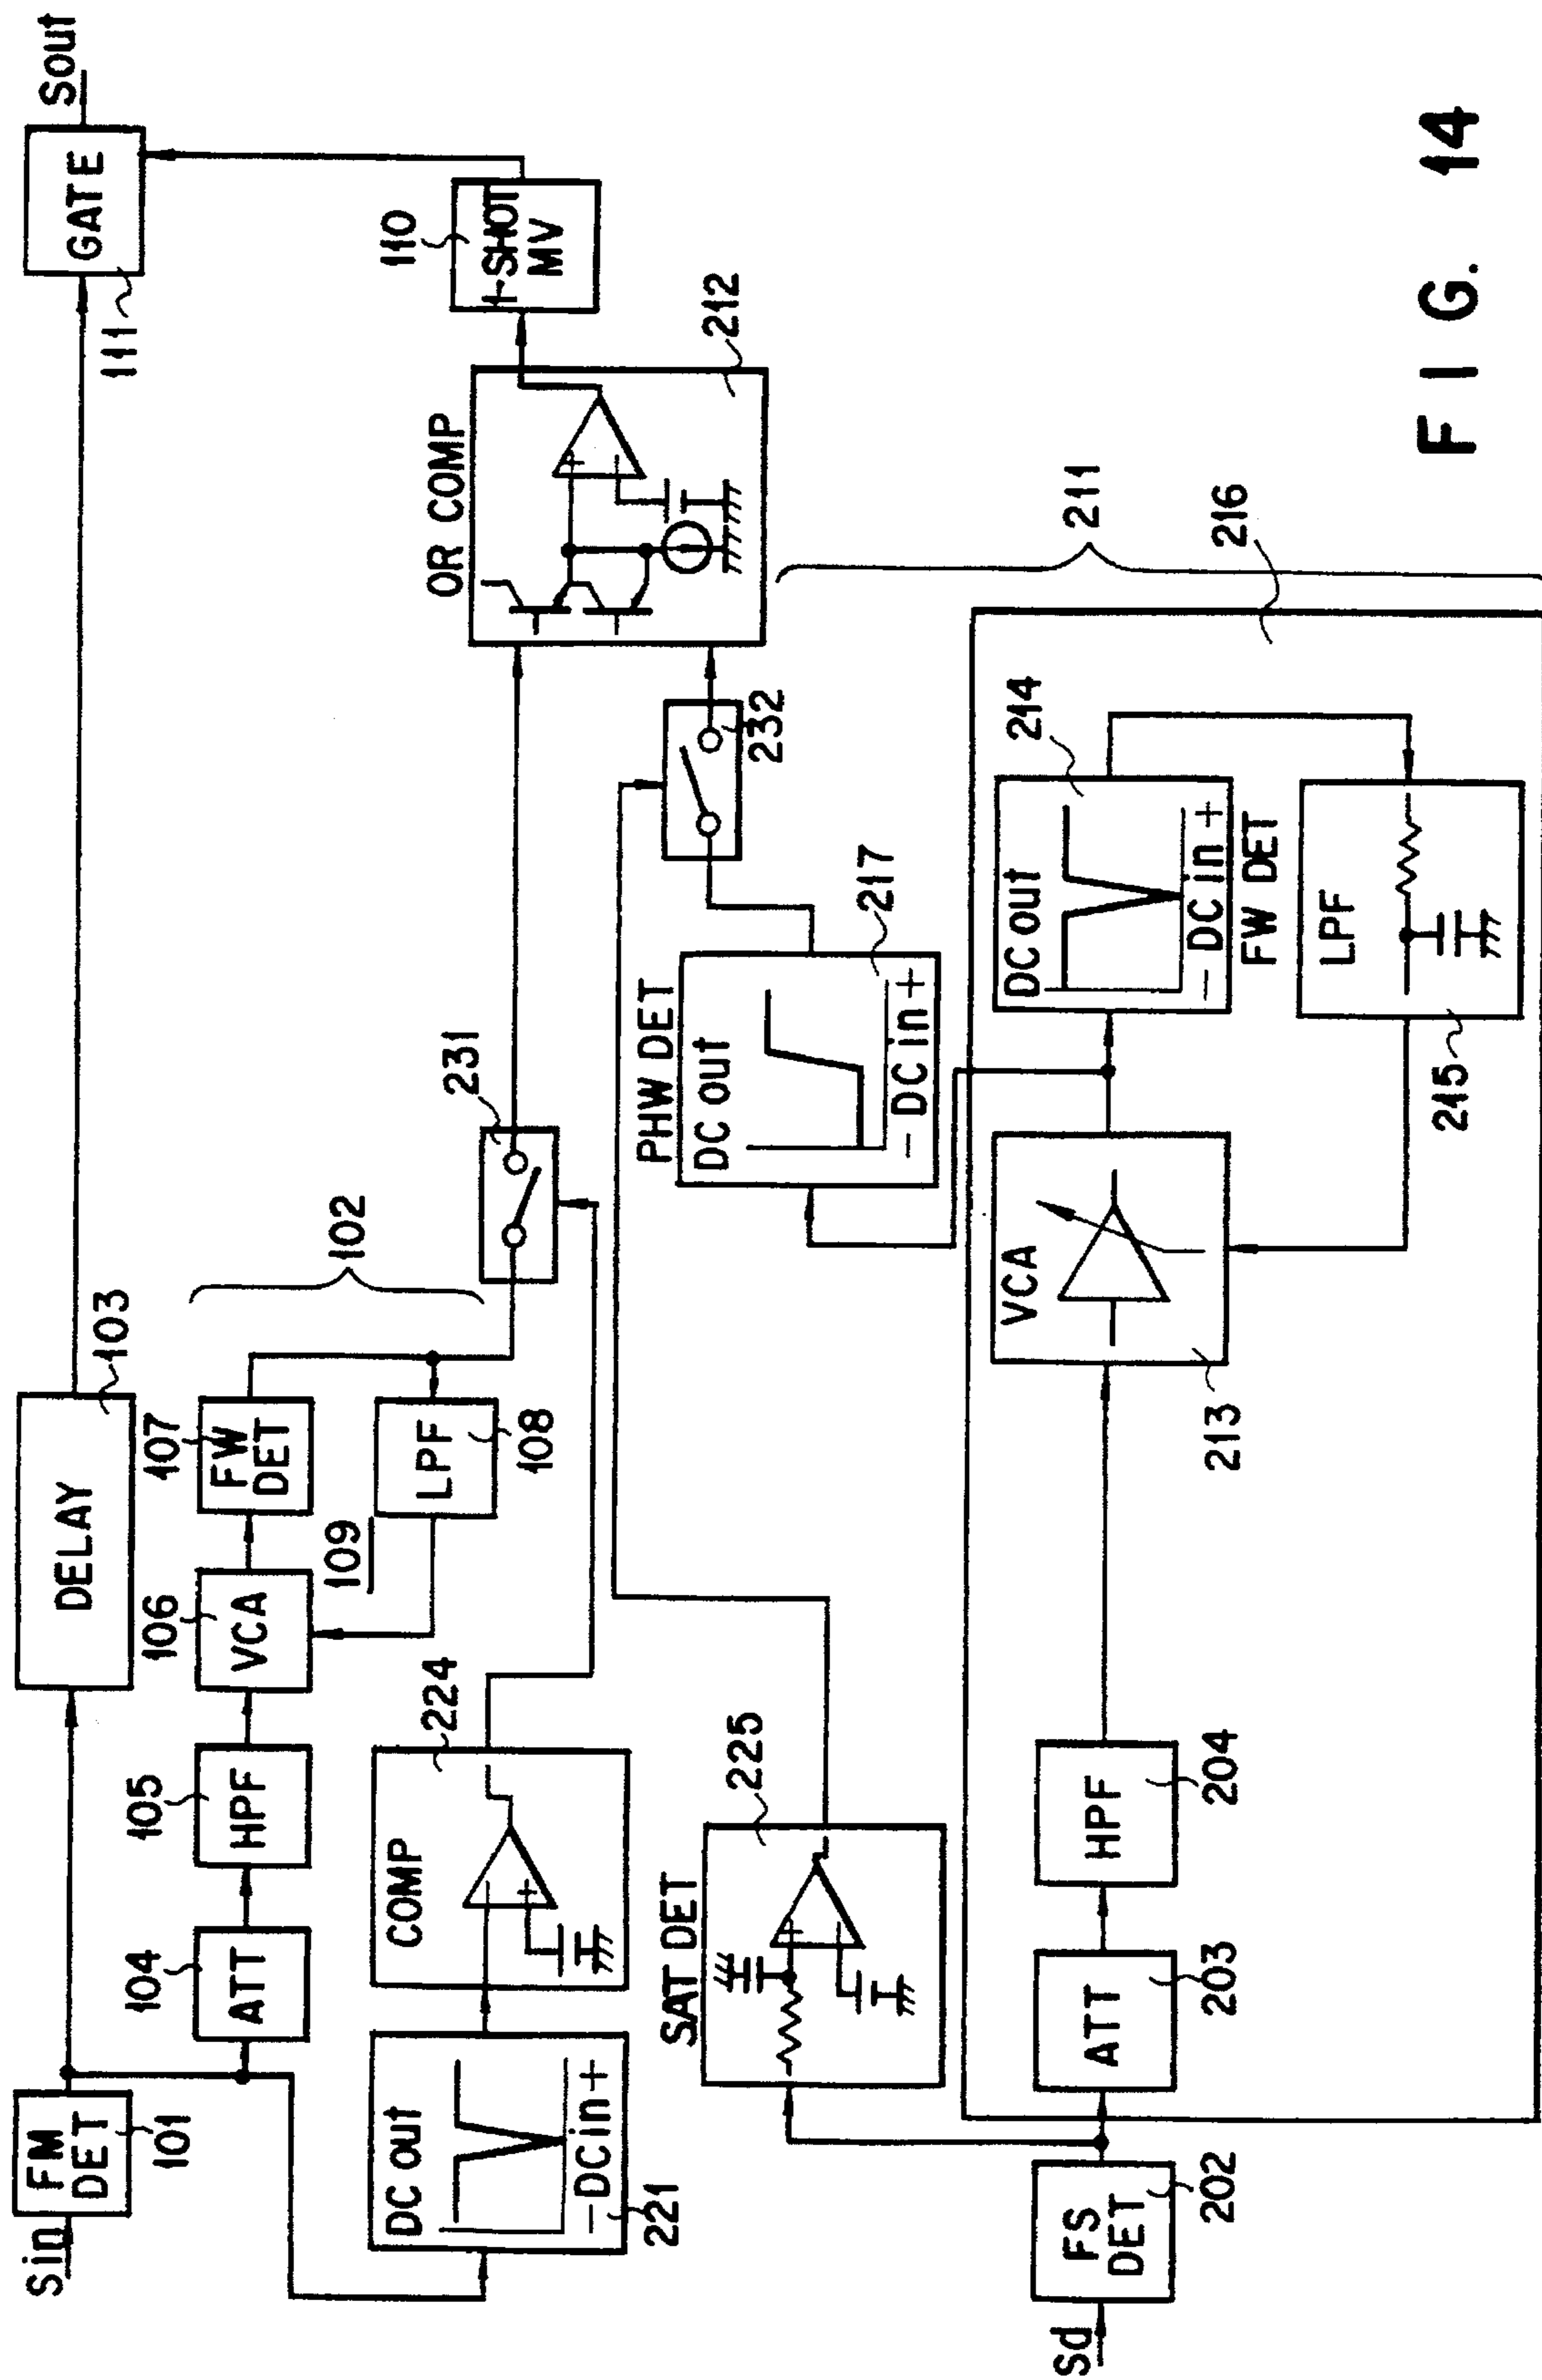 Sin
FM
DET
101
DELAY
103
GATE
111
Sout
104
ATT
105
HPF
106
VCA
107
FW
DET
109
LPF
108
102
231
110
1-SHOT
MV
OR COMP
+
−
212
DC out
− DC in +
221
COMP
−
+
224
SAT DET
+
−
225
PHW DET
DC out
− DC in +
217
232
211
216
Sd
FS
DET
202
ATT
203
HPF
204
VCA
213
DC out
− DC in +
FW DET
214
LPF
215
FIG. 14